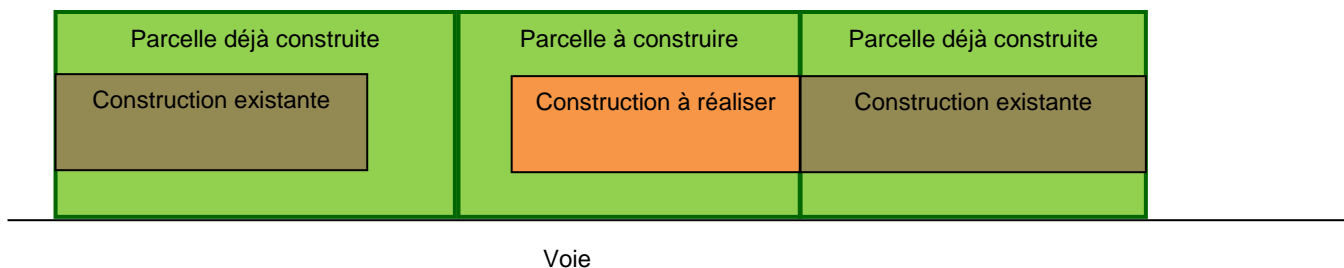 Parcelle déjà construite
Parcelle à construire
Parcelle déjà construite
Construction existante
Construction à réaliser
Construction existante
Voie